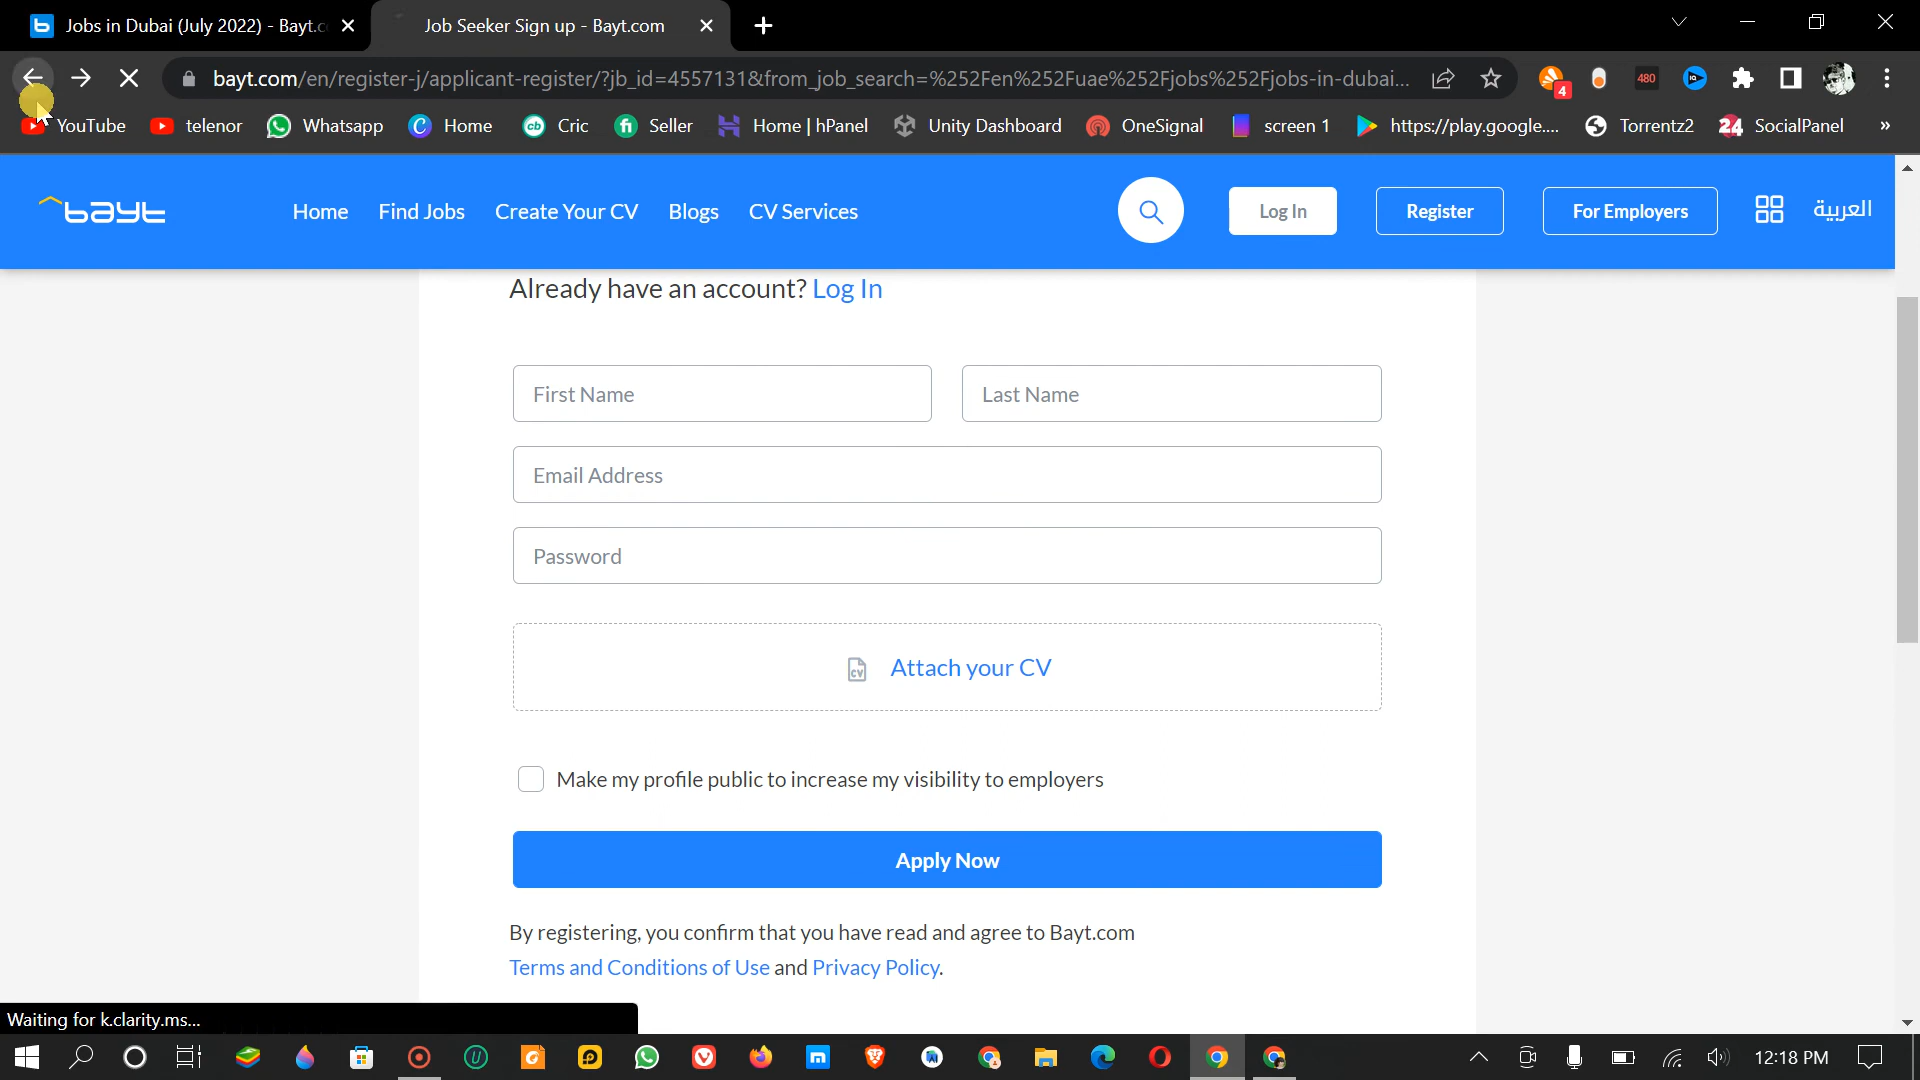 Jobs in Dubai (July 2022) - Bayt.c
Job Seeker Sign up - Bayt.com
bayt.com/en/register-j/applicant-register/?jb_id=4557131&from_job_search=%252Fen%252Fuae%252Fjobs%252Fjobs-in-dubai...
4
480
YouTube
telenor
Whatsapp
Home
Cric
Seller
Home | hPanel
Unity Dashboard
OneSignal
screen 1
https://play.google....
Torrentz2
24 SocialPanel
»
bayt
Home
Find Jobs
Create Your CV
Blogs
CV Services
Log In
Register
For Employers
العربية
Already have an account? Log In
First Name
Last Name
Email Address
Password
CV Attach your CV
Make my profile public to increase my visibility to employers
Apply Now
By registering, you confirm that you have read and agree to Bayt.com
Terms and Conditions of Use and Privacy Policy.
Waiting for k.clarity.ms...
12:18 PM